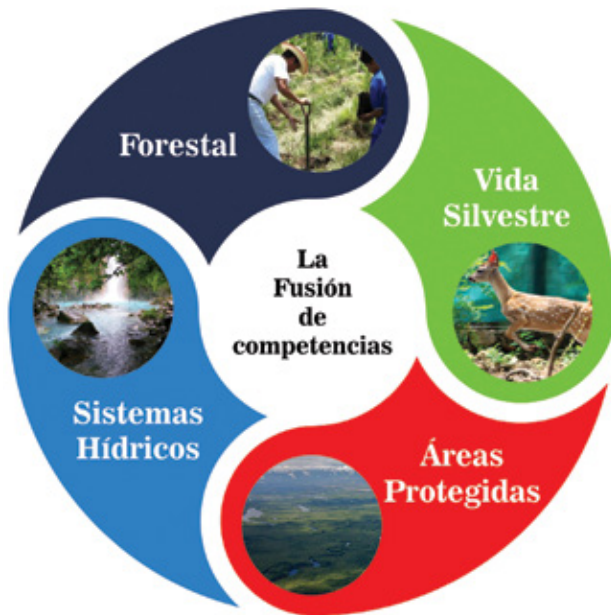 Forestal
Vida
Silvestre
La
Fusión
de
competencias
Sistemas
Hídricos
Áreas
Protegidas